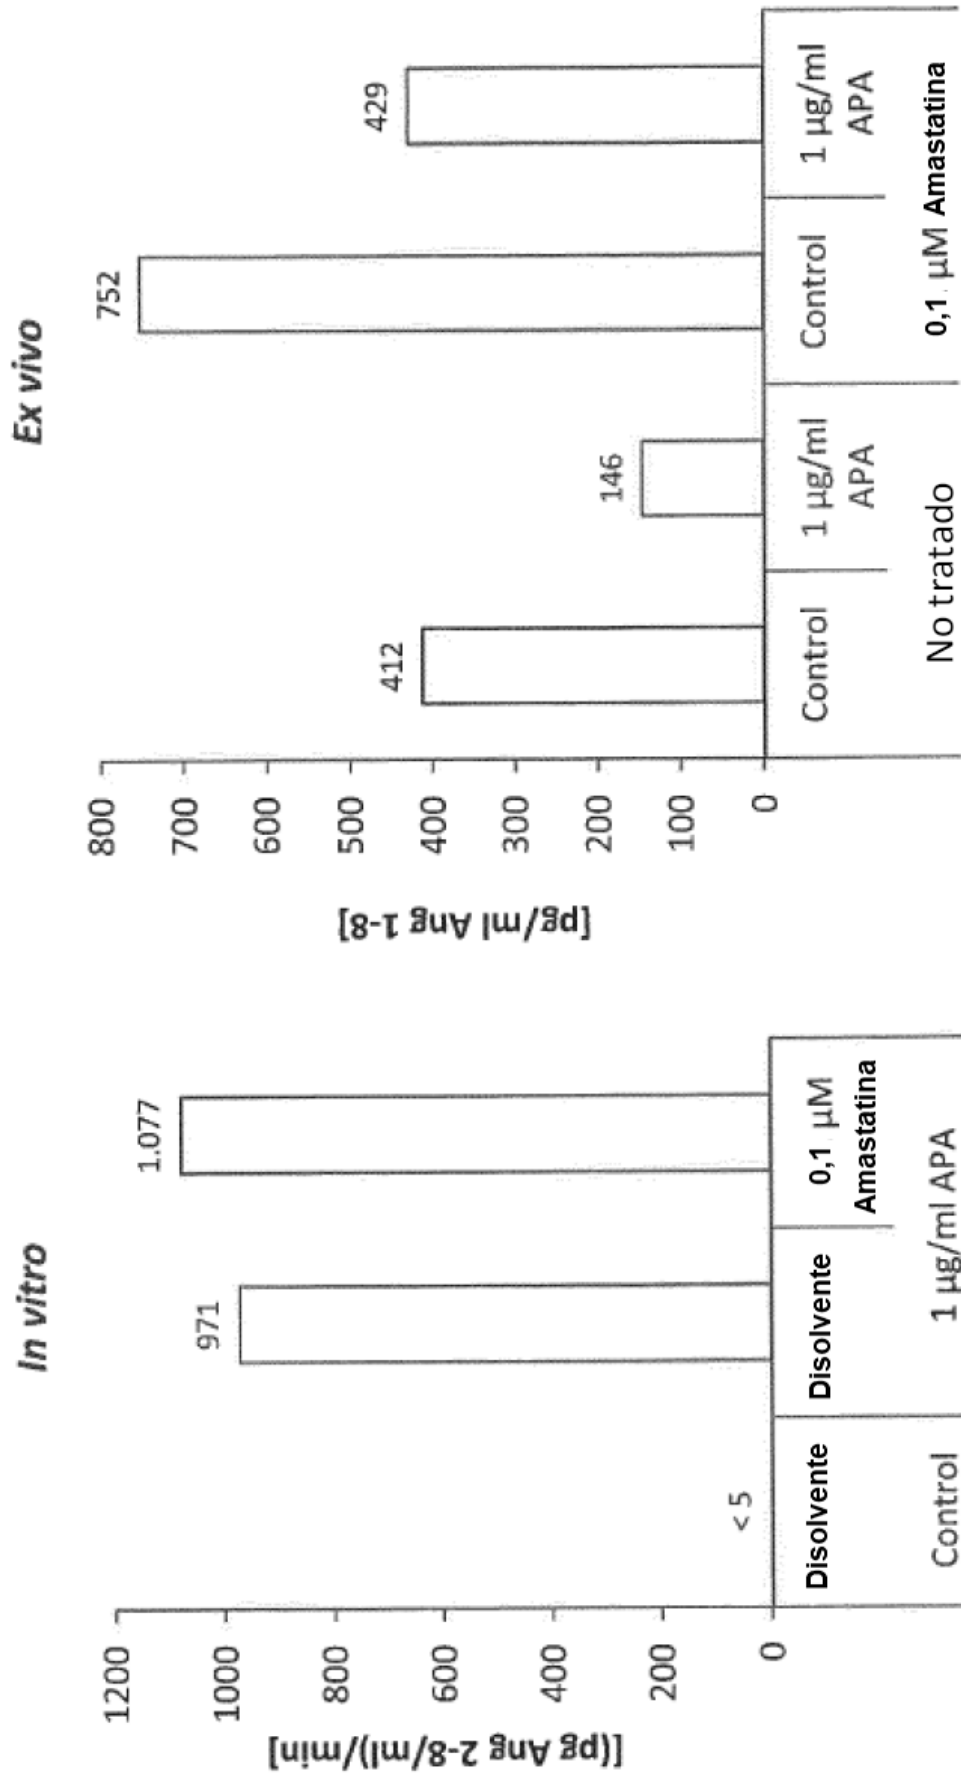 In vitro
[(pg Ang 2-8/ml)/min]
1200
1000
800
600
400
200
0
< 5
971
1.077
Disolvente
Disolvente
0,1 µM
Amastatina
Control
1 µg/ml APA
Ex vivo
[pg/ml Ang 1-8]
800
700
600
500
400
300
200
100
0
412
146
752
429
Control
1 µg/ml
APA
Control
1 µg/ml
APA
No tratado
0,1 µM Amastatina